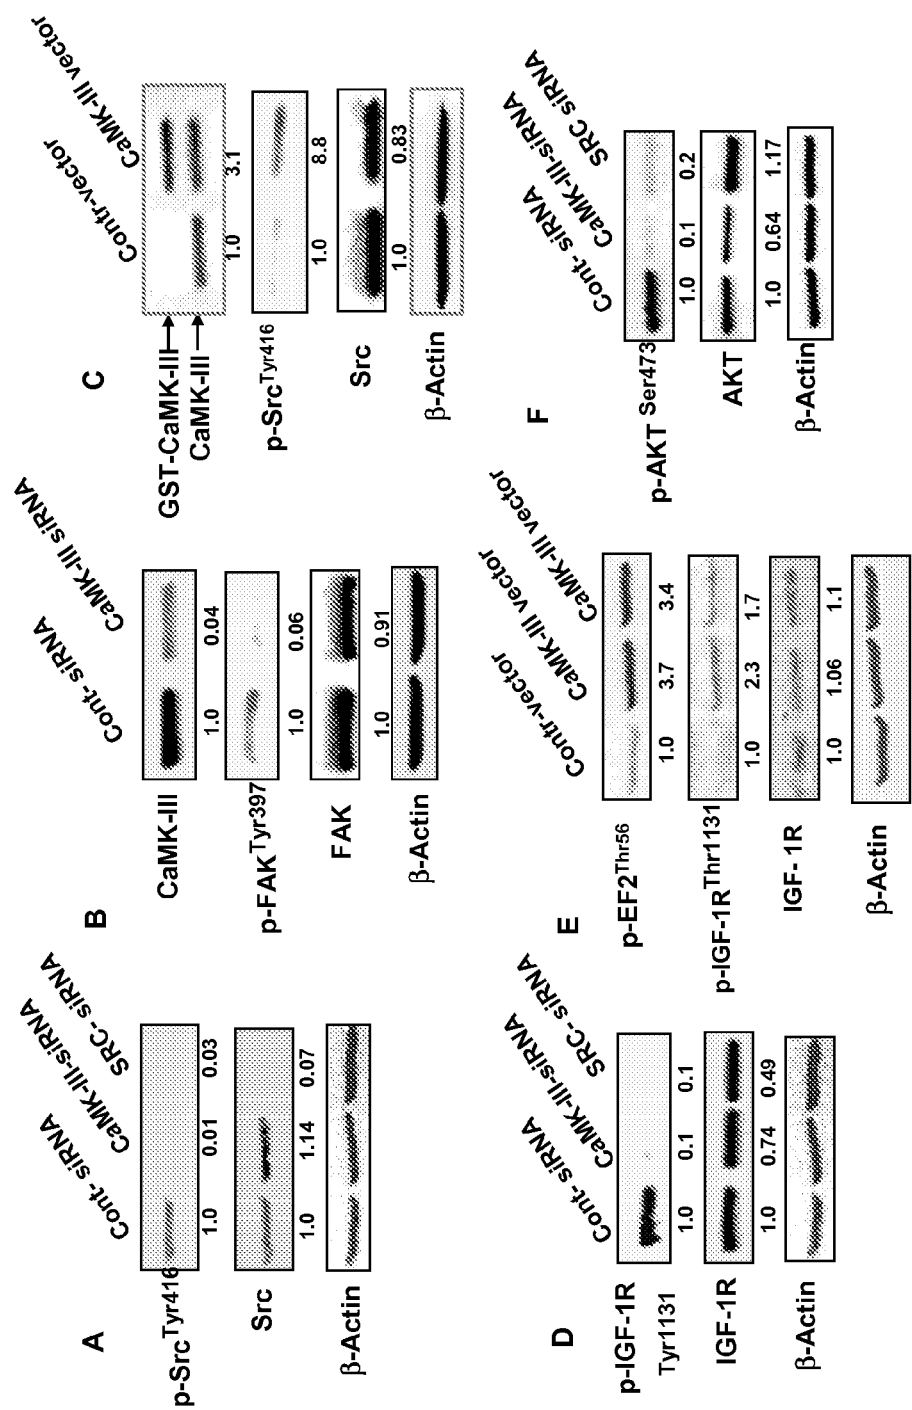 A
Cont- siRNA CaMK-III-siRNA SRC- siRNA
p-Src Tyr416
1.0 0.01 0.03
Src
1.0 1.14 0.07
β-Actin
B
Cont- siRNA CaMK-III siRNA
CaMK-III
1.0 0.04
p-FAK Tyr397
1.0 0.06
FAK
1.0 0.91
β-Actin
C
Contr-vector CaMK-III vector
GST-CaMK-III
CaMK-III
1.0 3.1
p-Src Tyr416
1.0 8.8
Src
1.0 0.83
β-Actin
D
Cont- siRNA CaMK-III-siRNA SRC- siRNA
p-IGF-1R
Tyr1131
1.0 0.1 0.1
IGF-1R
1.0 0.74 0.49
β-Actin
E
Contr-vector CaMK-III vector CaMK-III vector
p-EF2 Thr56
1.0 3.7 3.4
p-IGF-1R Thr1131
1.0 2.3 1.7
IGF- 1R
1.0 1.06 1.1
β-Actin
F
Cont- siRNA CaMK-III-siRNA SRC siRNA
p-AKT Ser473
1.0 0.1 0.2
AKT
1.0 0.64 1.17
β-Actin